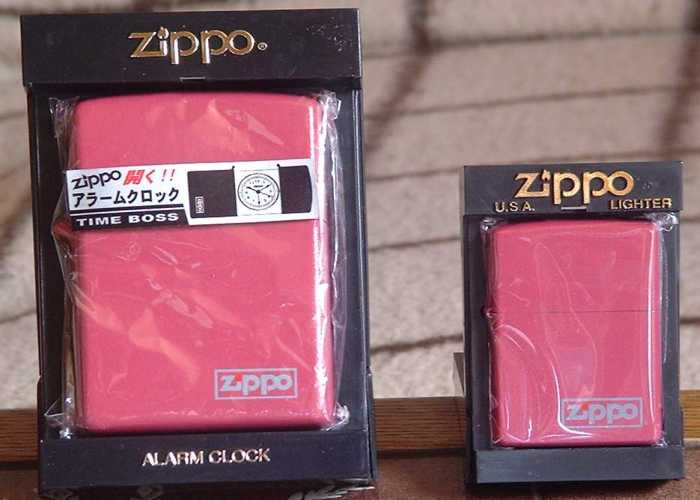 Zippo®
Zippo 開く!!
アラームクロック
TIME BOSS
Zippo
ALARM CLOCK
Zippo
U.S.A. LIGHTER
Zippo